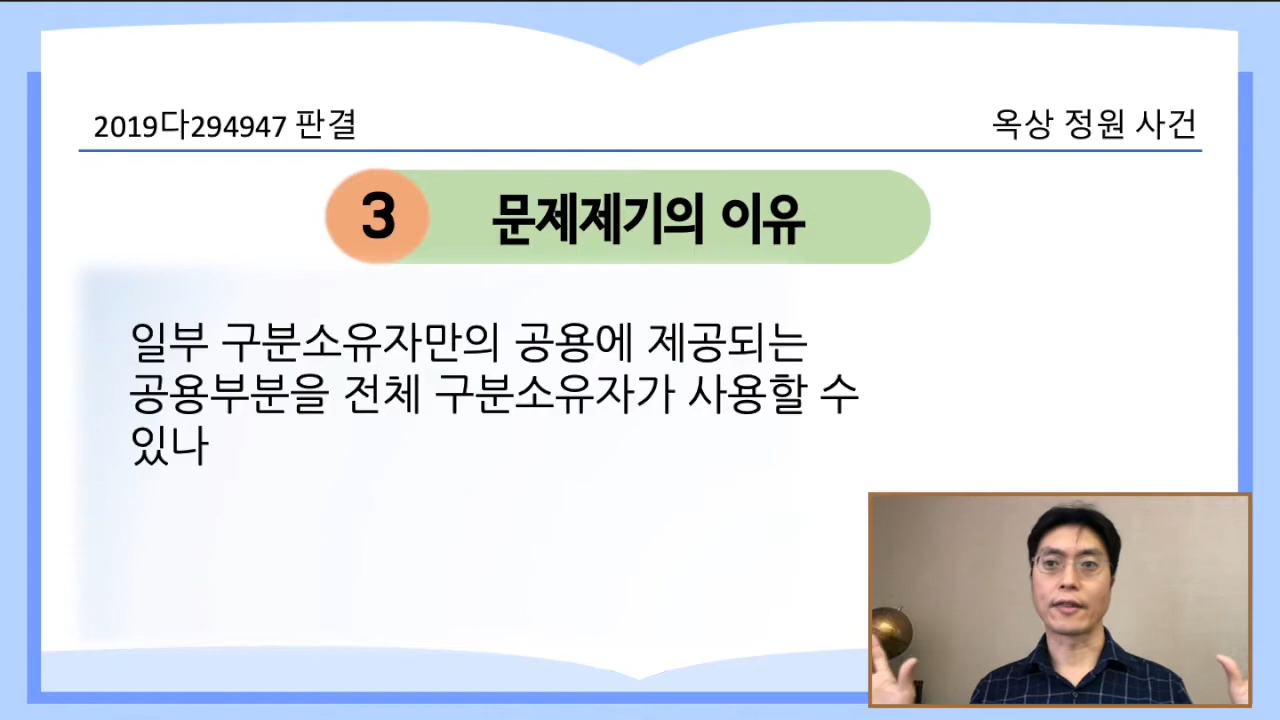 2019다294947 판결
옥상 정원 사건
3
문제제기의 이유
일부 구분소유자만의 공용에 제공되는
공용부분을 전체 구분소유자가 사용할 수
있나